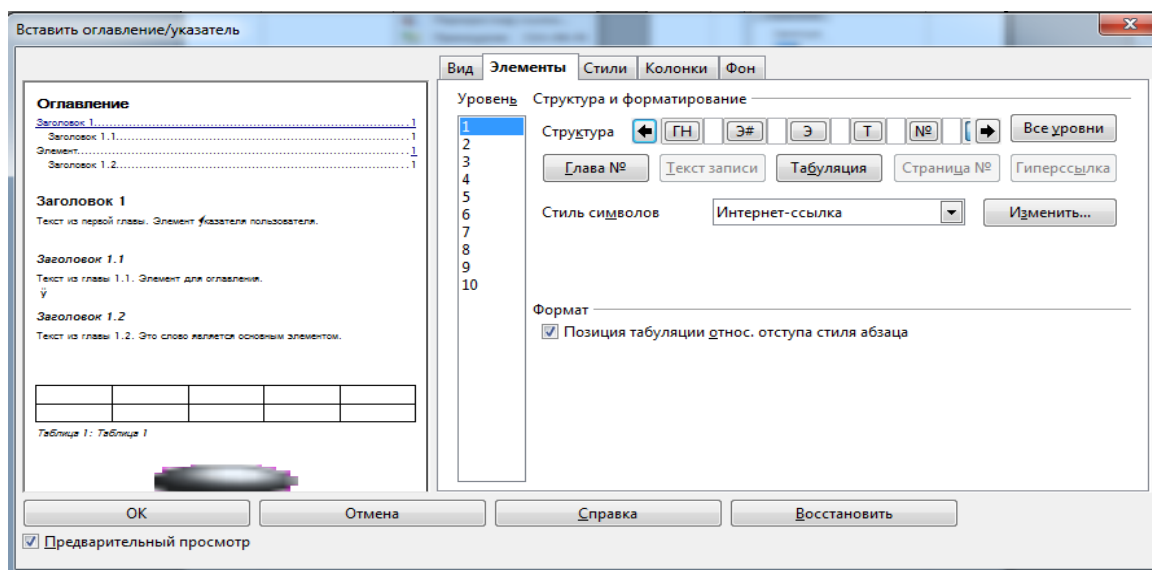 Вставить оглавление/указатель
Вид Элементы Стили Колонки Фон
Оглавление
Заголовок 1 1
Заголовок 1.1 1
Элемент 1
Заголовок 1.2 1
Заголовок 1
Текст из первой главы. Элемент указателя пользователя.
Заголовок 1.1
Текст из главы 1.1. Элемент для оглавления.
ÿ
Заголовок 1.2
Текст из главы 1.2. Это слово является основным элементом.
Таблица 1: Таблица 1
Уровень
1
2
3
4
5
6
7
8
9
10
Структура и форматирование
Структура ГН Э# Э Т № Все уровни
Глава № Текст записи Табуляция Страница № Гиперссылка
Стиль символов Интернет-ссылка Изменить...
Формат
Позиция табуляции относ. отступа стиля абзаца
OK Отмена Справка Восстановить
Предварительный просмотр